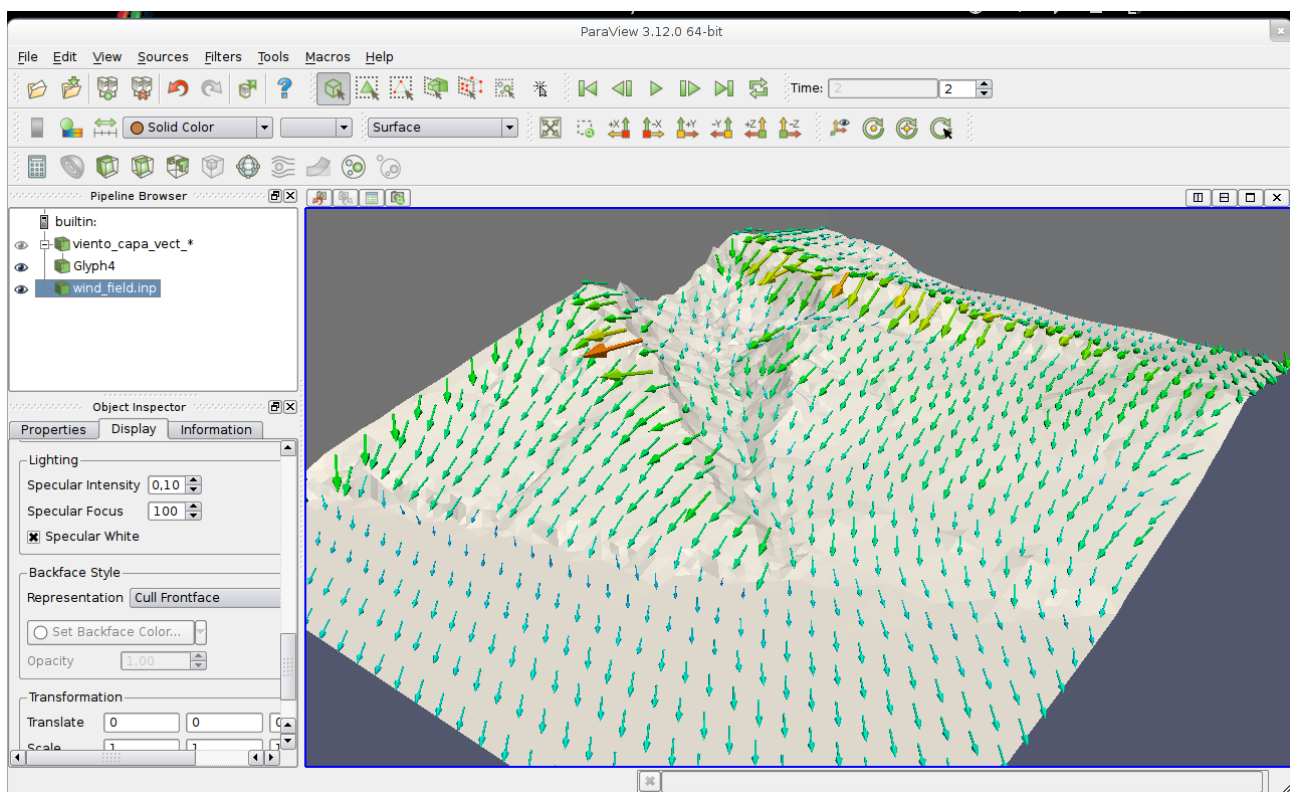 ParaView 3.12.0 64-bit
File Edit View Sources Filters Tools Macros Help
Time: 2 2
Solid Color Surface +X -X +Y -Y +Z -Z
Pipeline Browser
builtin:
viento_capa_vect_*
Glyph4
wind_field.inp
Object Inspector
Properties Display Information
Lighting
Specular Intensity 0,10
Specular Focus 100
Specular White
Backface Style
Representation Cull Frontface
Set Backface Color...
Opacity 1,00
Transformation
Translate 0 0 0
Scale 1 1 1